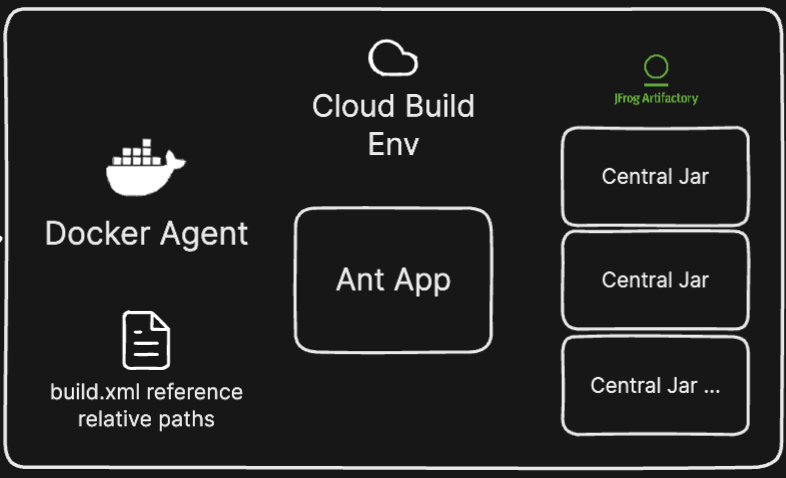 Cloud Build
Env
JFrog Artifactory
Central Jar
Docker Agent
Ant App
Central Jar
build.xml reference
relative paths
Central Jar ...